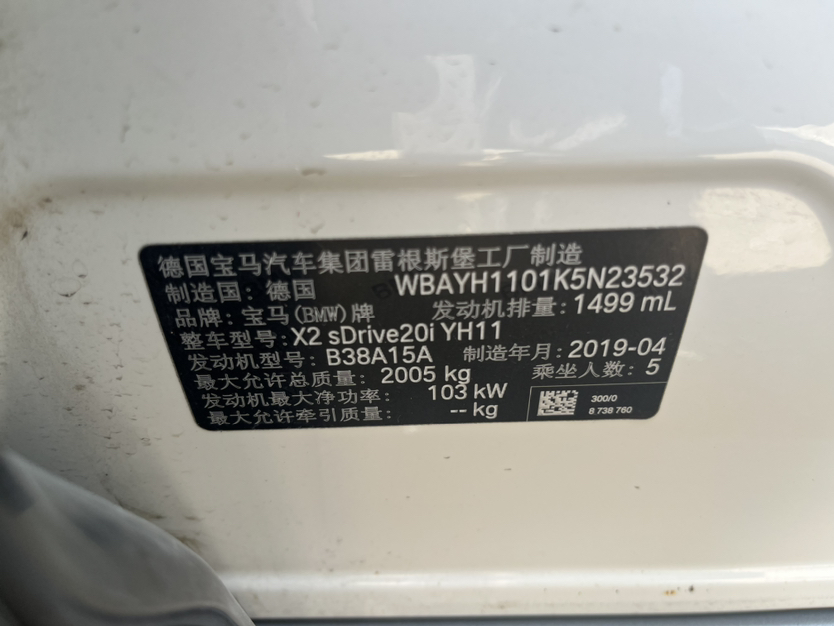 德国宝马汽车集团雷根斯堡工厂制造
制造国：德国 WBAYH1101K5N23532
品牌：宝马(BMW)牌 发动机排量：1499 mL
整车型号：X2 sDrive20i YH11
发动机型号：B38A15A 制造年月：2019-04
最大允许总质量：2005 kg 乘坐人数：5
发动机最大净功率：103 kW
最大允许牵引质量：-- kg
300/0
8 738 760